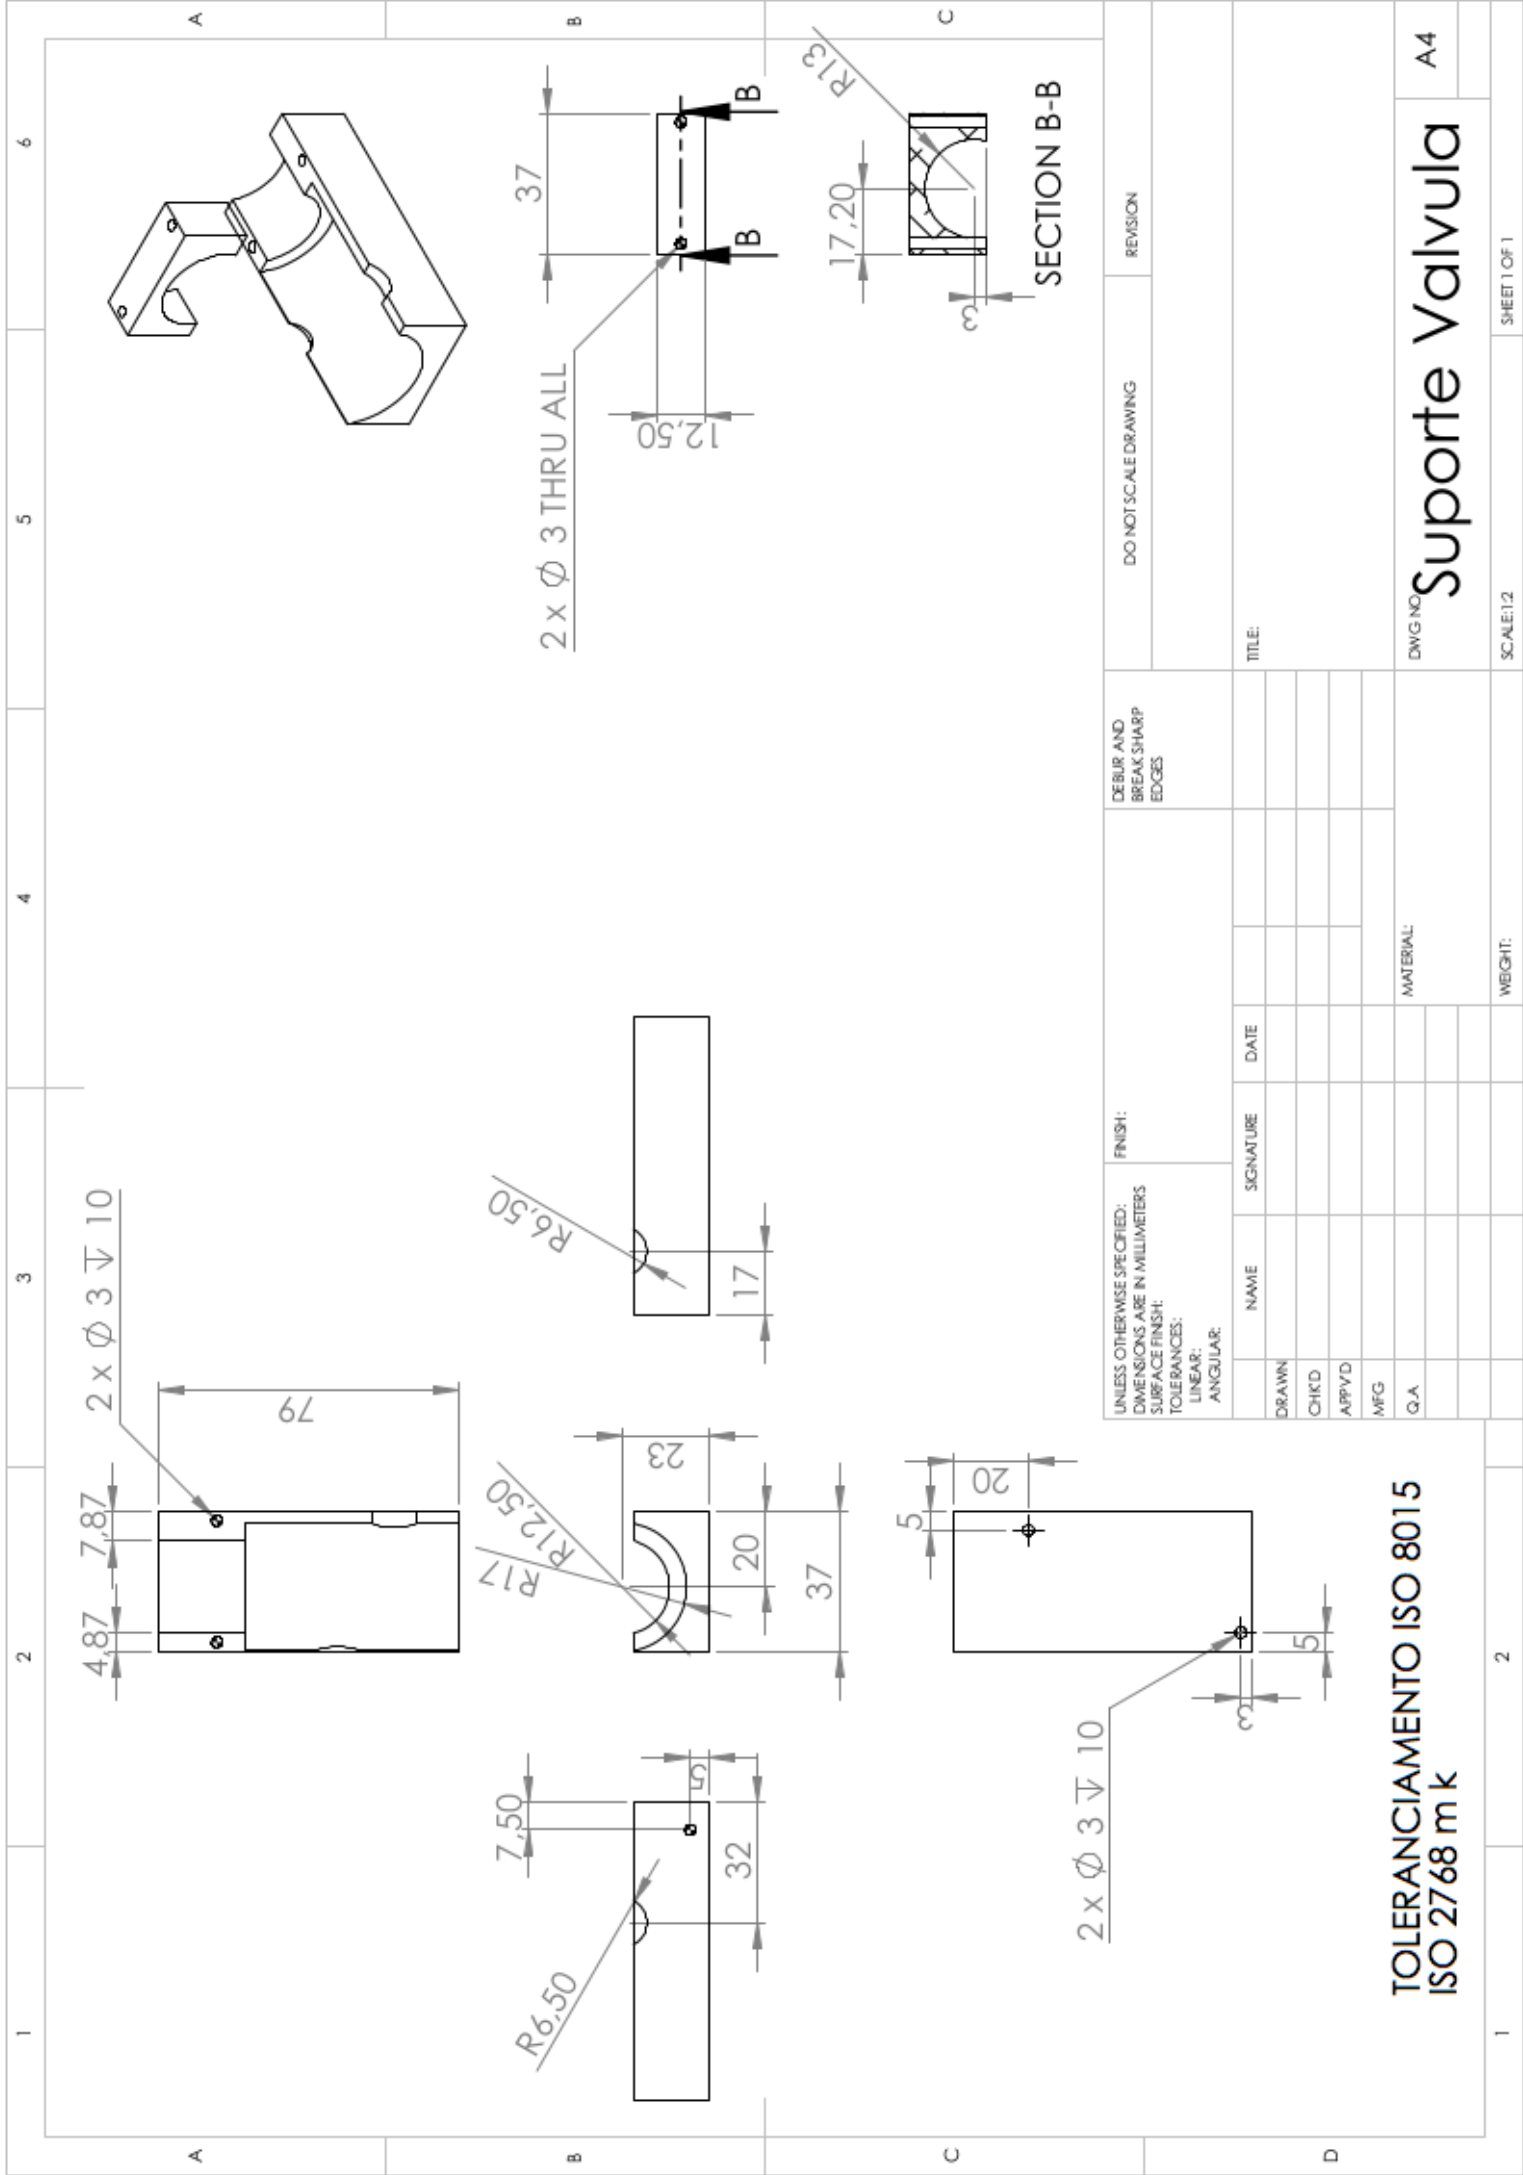 1
2
3
4
5
6
A
A
2 x Ø 3 ↧ 10
4,87
7,87
79
B
B
R6,50
7,50
5
32
R17
R12,50
23
20
37
R6,50
17
2 x Ø 3 THRU ALL
37
12,50
B
B
C
C
2 x Ø 3 ↧ 10
5
20
3
5
17,20
R13
3
SECTION B-B
D
TOLERANCIAMENTO ISO 8015
ISO 2768 m k
UNLESS OTHERWISE SPECIFIED:
DIMENSIONS ARE IN MILLIMETERS
SURFACE FINISH:
TOLERANCES:
LINEAR:
ANGULAR:
FINISH:
DEBUR AND
BREAK SHARP
EDGES
DO NOT SCALE DRAWING
REVISION
NAME
SIGNATURE
DATE
TITLE:
DRAWN
CHK'D
APPV'D
MFG
Q.A
MATERIAL:
DWG NO.
Suporte Valvula
A4
WEIGHT:
SCALE:1:2
SHEET 1 OF 1
1
2